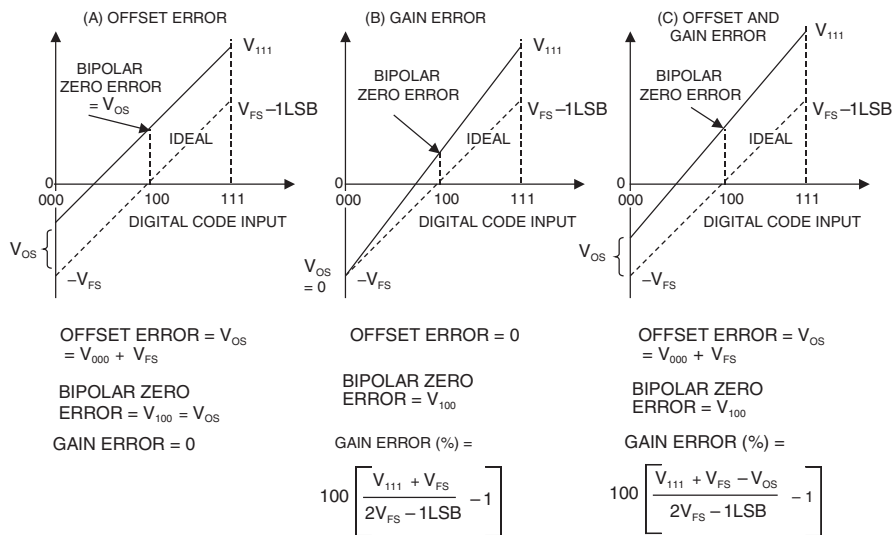 (A) OFFSET ERROR
V111
BIPOLAR
ZERO ERROR
= VOS
VFS –1LSB
IDEAL
0
000
100
111
DIGITAL CODE INPUT
VOS
–VFS
OFFSET ERROR = VOS
= V000 + VFS
BIPOLAR ZERO
ERROR = V100 = VOS
GAIN ERROR = 0
(B) GAIN ERROR
V111
BIPOLAR
ZERO ERROR
VFS –1LSB
IDEAL
0
000
100
111
DIGITAL CODE INPUT
VOS
= 0
–VFS
OFFSET ERROR = 0
BIPOLAR ZERO
ERROR = V100
GAIN ERROR (%) =
100 [ (V111 + VFS) / (2VFS – 1LSB) –1 ]
(C) OFFSET AND
GAIN ERROR
V111
BIPOLAR
ZERO ERROR
VFS –1LSB
IDEAL
0
000
100
111
DIGITAL CODE INPUT
VOS
–VFS
OFFSET ERROR = VOS
= V000 + VFS
BIPOLAR ZERO
ERROR = V100
GAIN ERROR (%) =
100 [ (V111 + VFS – VOS) / (2VFS – 1LSB) –1 ]